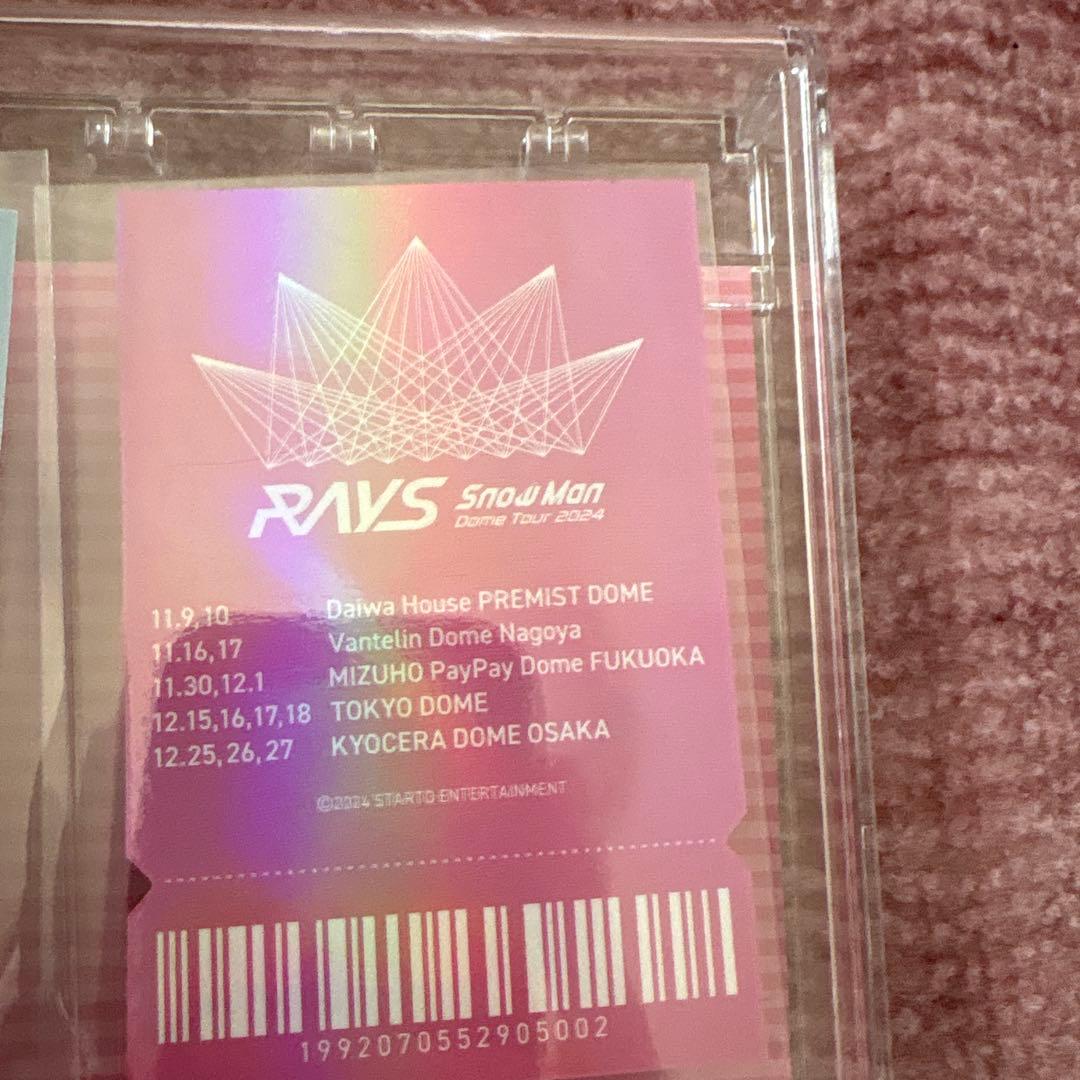 RAYS Snow Man
Dome Tour 2024
11.9,10 Daiwa House PREMIST DOME
11.16,17 Vantelin Dome Nagoya
11.30,12.1 MIZUHO PayPay Dome FUKUOKA
12.15,16,17,18 TOKYO DOME
12.25,26,27 KYOCERA DOME OSAKA
©2024 STARTO ENTERTAINMENT
1992070552905002